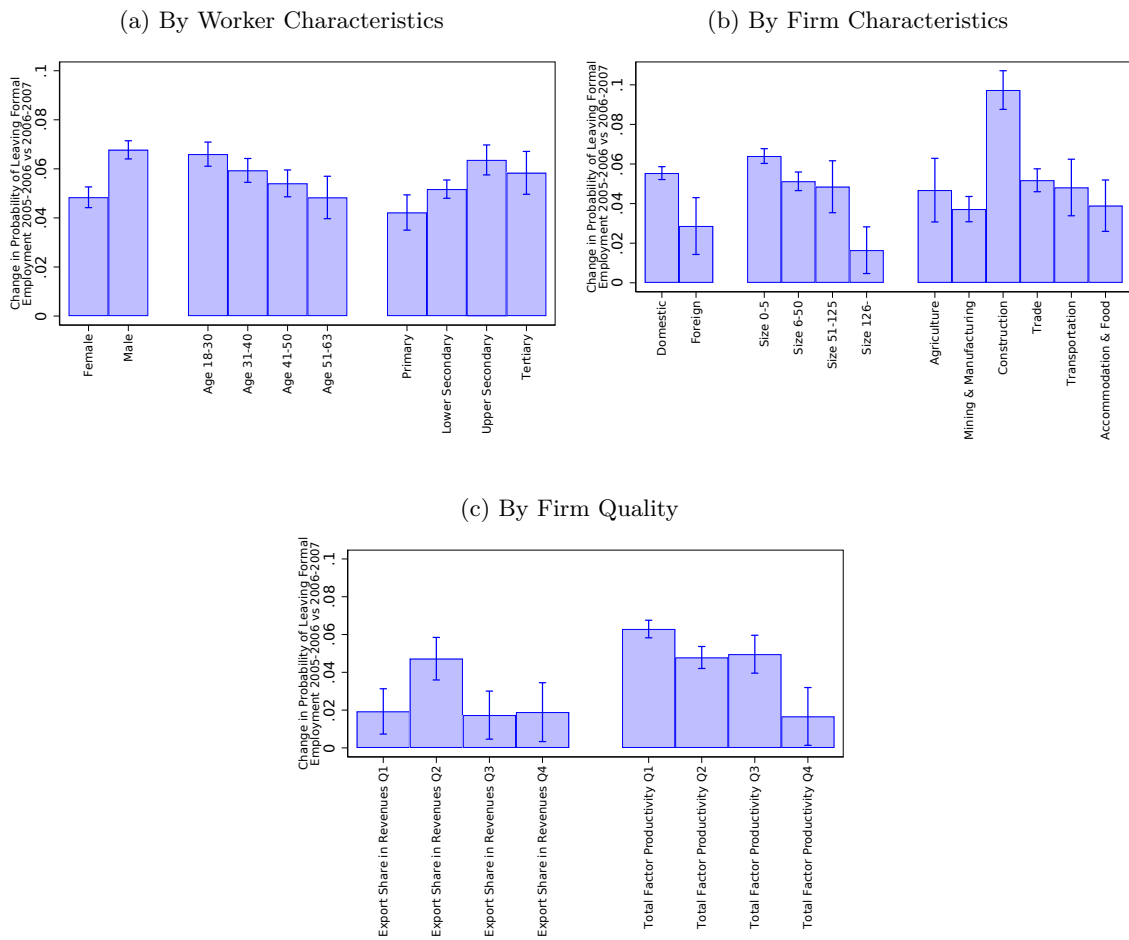 (a) By Worker Characteristics
Change in Probability of Leaving Formal
Employment 2005-2006 vs 2006-2007
0
.02
.04
.06
.08
.1
Female
Male
Age 18-30
Age 31-40
Age 41-50
Age 51-63
Primary
Lower Secondary
Upper Secondary
Tertiary
(b) By Firm Characteristics
Change in Probability of Leaving Formal
Employment 2005-2006 vs 2006-2007
0
.02
.04
.06
.08
.1
Domestic
Foreign
Size 0-5
Size 6-50
Size 51-125
Size 126-
Agriculture
Mining & Manufacturing
Construction
Trade
Transportation
Accommodation & Food
(c) By Firm Quality
Change in Probability of Leaving Formal
Employment 2005-2006 vs 2006-2007
0
.02
.04
.06
.08
.1
Export Share in Revenues Q1
Export Share in Revenues Q2
Export Share in Revenues Q3
Export Share in Revenues Q4
Total Factor Productivity Q1
Total Factor Productivity Q2
Total Factor Productivity Q3
Total Factor Productivity Q4